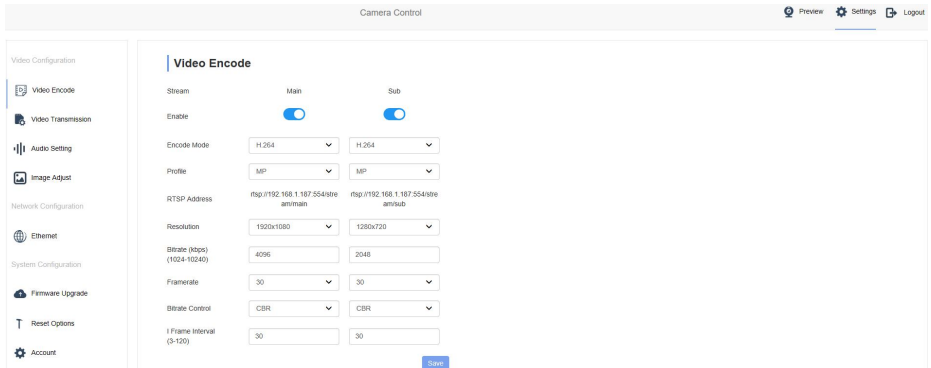 Camera Control
Preview Settings Logout
Video Configuration
Video Encode
Video Transmission
Audio Setting
Image Adjust
Network Configuration
Ethernet
System Configuration
Firmware Upgrade
Reset Options
Account
Video Encode
Stream Main Sub
Enable
Encode Mode H.264 H.264
Profile MP MP
RTSP Address rtsp://192.168.1.187:554/stre rtsp://192.168.1.187:554/stre
am/main am/sub
Resolution 1920x1080 1280x720
Bitrate (kbps)
(1024-10240) 4096 2048
Framerate 30 30
Bitrate Control CBR CBR
I Frame Interval
(3-120) 30 30
Save